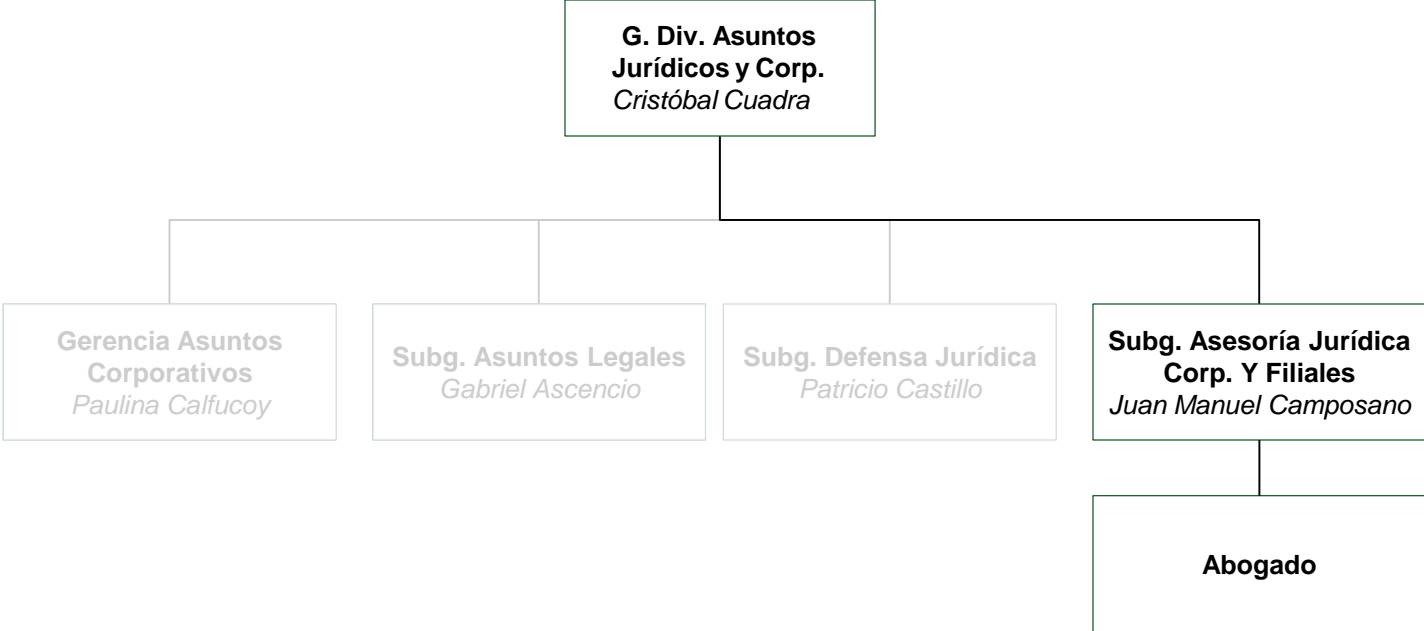 G. Div. Asuntos
Jurídicos y Corp.
Cristóbal Cuadra
Gerencia Asuntos
Corporativos
Paulina Calfucoy
Subg. Asuntos Legales
Gabriel Ascencio
Subg. Defensa Jurídica
Patricio Castillo
Subg. Asesoría Jurídica
Corp. Y Filiales
Juan Manuel Camposano
Abogado